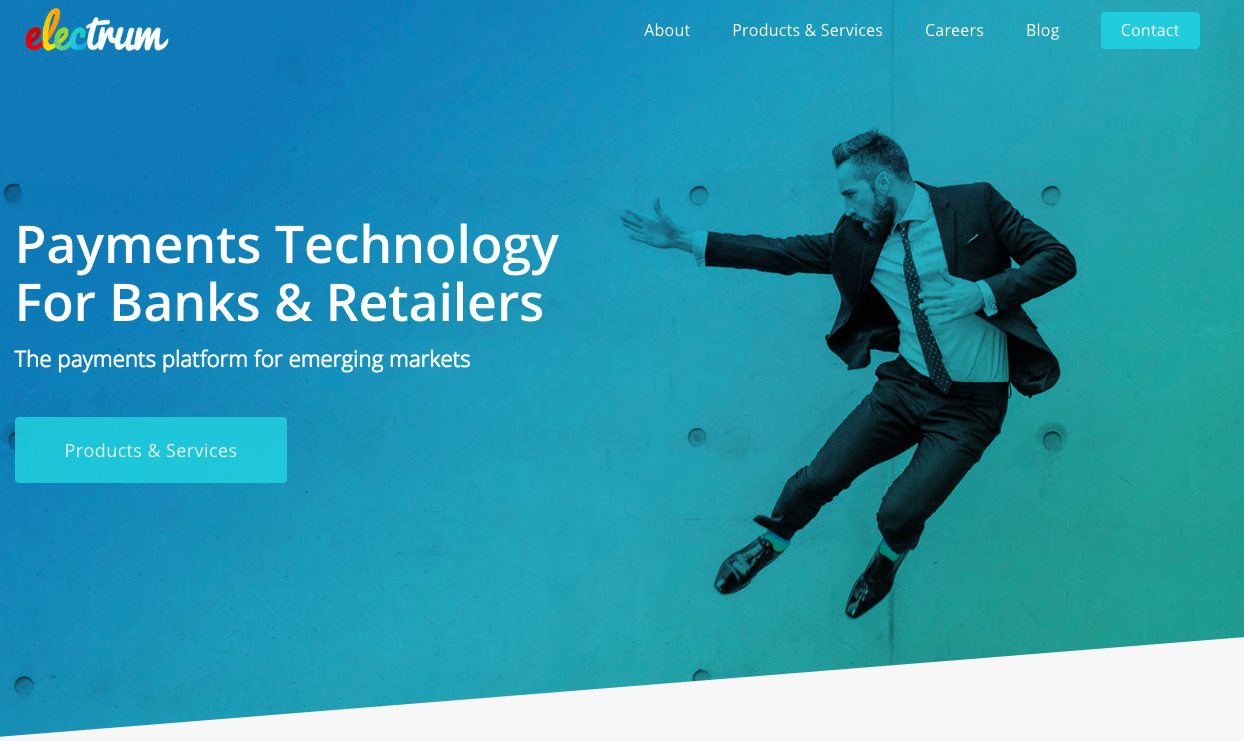 electrum
About
Products & Services
Careers
Blog
Contact
Payments Technology
For Banks & Retailers
The payments platform for emerging markets
Products & Services